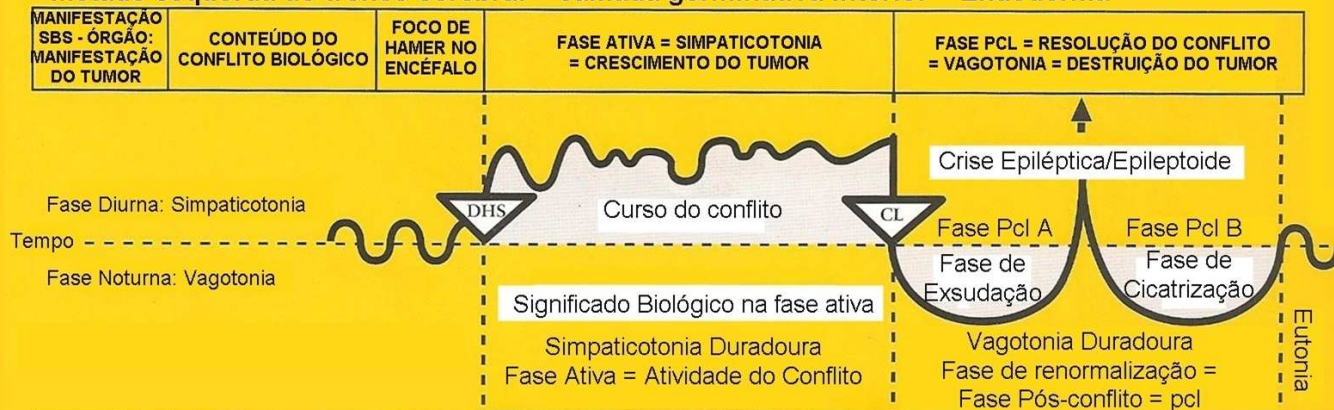 MANIFESTAÇÃO
SBS - ÓRGÃO:
MANIFESTAÇÃO
DO TUMOR
CONTEÚDO DO
CONFLITO BIOLÓGICO
FOCO DE
HAMER NO
ENCÉFALO
FASE ATIVA = SIMPATICOTONIA
= CRESCIMENTO DO TUMOR
FASE PCL = RESOLUÇÃO DO CONFLITO
= VAGOTONIA = DESTRUIÇÃO DO TUMOR
Crise Epiléptica/Epileptoide
Fase Diurna: Simpaticotonia
DHS
Curso do conflito
CL
Fase Pcl A
Fase Pcl B
Tempo
Fase Noturna: Vagotonia
Fase de
Exsudação
Fase de
Cicatrização
Significado Biológico na fase ativa
Simpaticotonia Duradoura
Fase Ativa = Atividade do Conflito
Vagotonia Duradoura
Fase de renormalização =
Fase Pós-conflito = pcl
Eutonia